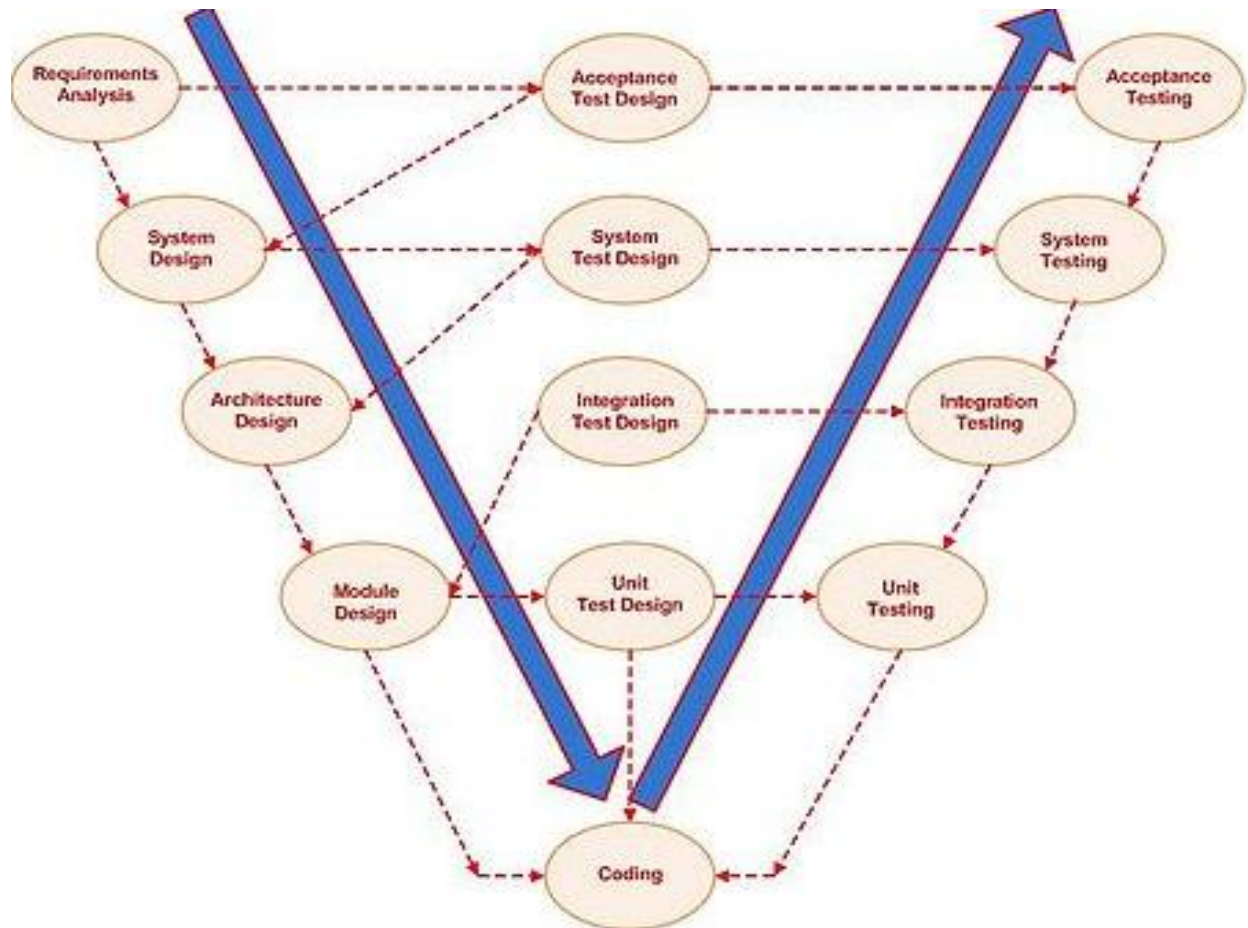 Requirements
Analysis
Acceptance
Test Design
Acceptance
Testing
System
Design
System
Test Design
System
Testing
Architecture
Design
Integration
Test Design
Integration
Testing
Module
Design
Unit
Test Design
Unit
Testing
Coding